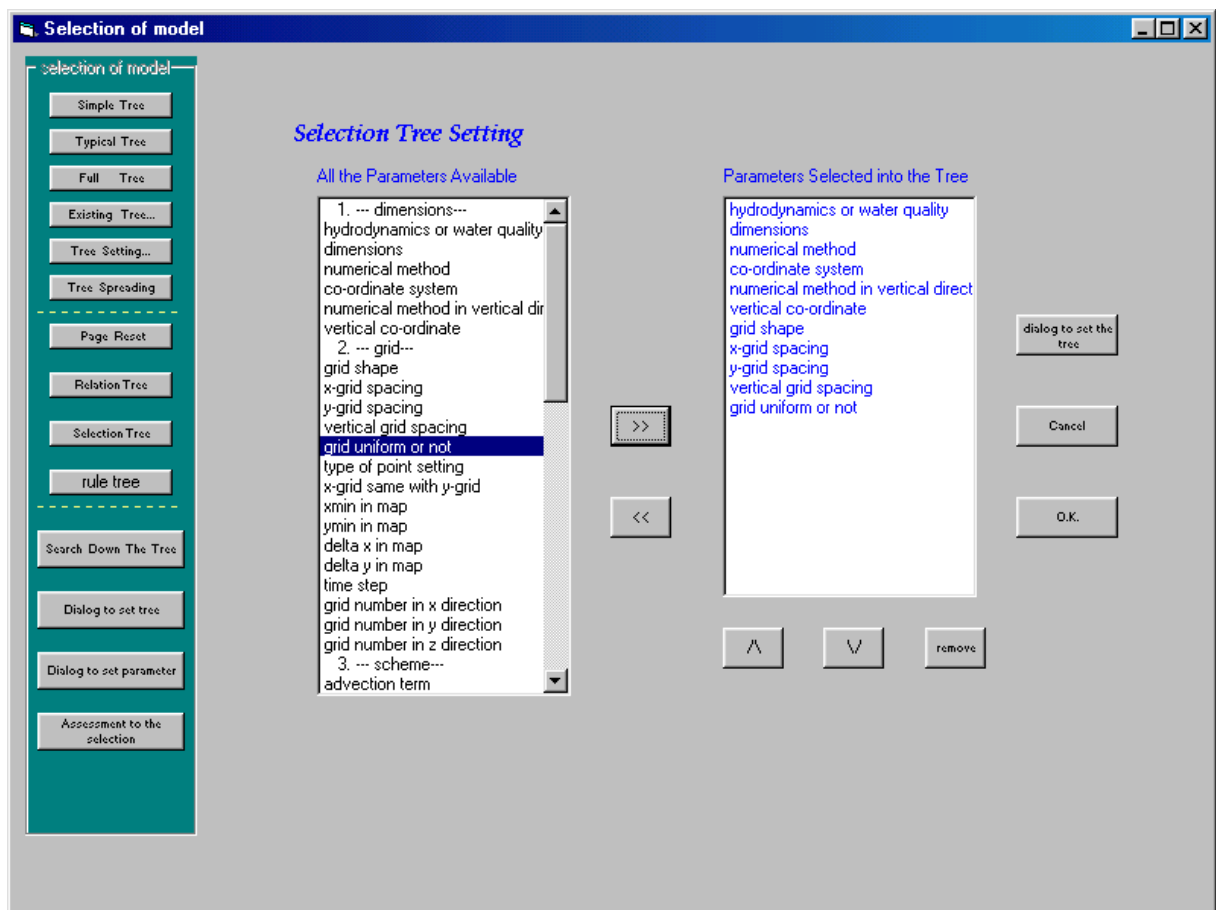 Selection of model
selection of model
Simple Tree
Typical Tree
Full Tree
Existing Tree...
Tree Setting...
Tree Spreading
Page Reset
Relation Tree
Selection Tree
rule tree
Search Down The Tree
Dialog to set tree
Dialog to set parameter
Assessment to the
selection
Selection Tree Setting
All the Parameters Available
1. --- dimensions---
hydrodynamics or water quality
dimensions
numerical method
co-ordinate system
numerical method in vertical dir
vertical co-ordinate
2. --- grid---
grid shape
x-grid spacing
y-grid spacing
vertical grid spacing
grid uniform or not
type of point setting
x-grid same with y-grid
xmin in map
ymin in map
delta x in map
delta y in map
time step
grid number in x direction
grid number in y direction
grid number in z direction
3. --- scheme---
advection term
>>
<<
Parameters Selected into the Tree
hydrodynamics or water quality
dimensions
numerical method
co-ordinate system
numerical method in vertical direct
vertical co-ordinate
grid shape
x-grid spacing
y-grid spacing
vertical grid spacing
grid uniform or not
/\
\/
remove
dialog to set the
tree
Cancel
O.K.